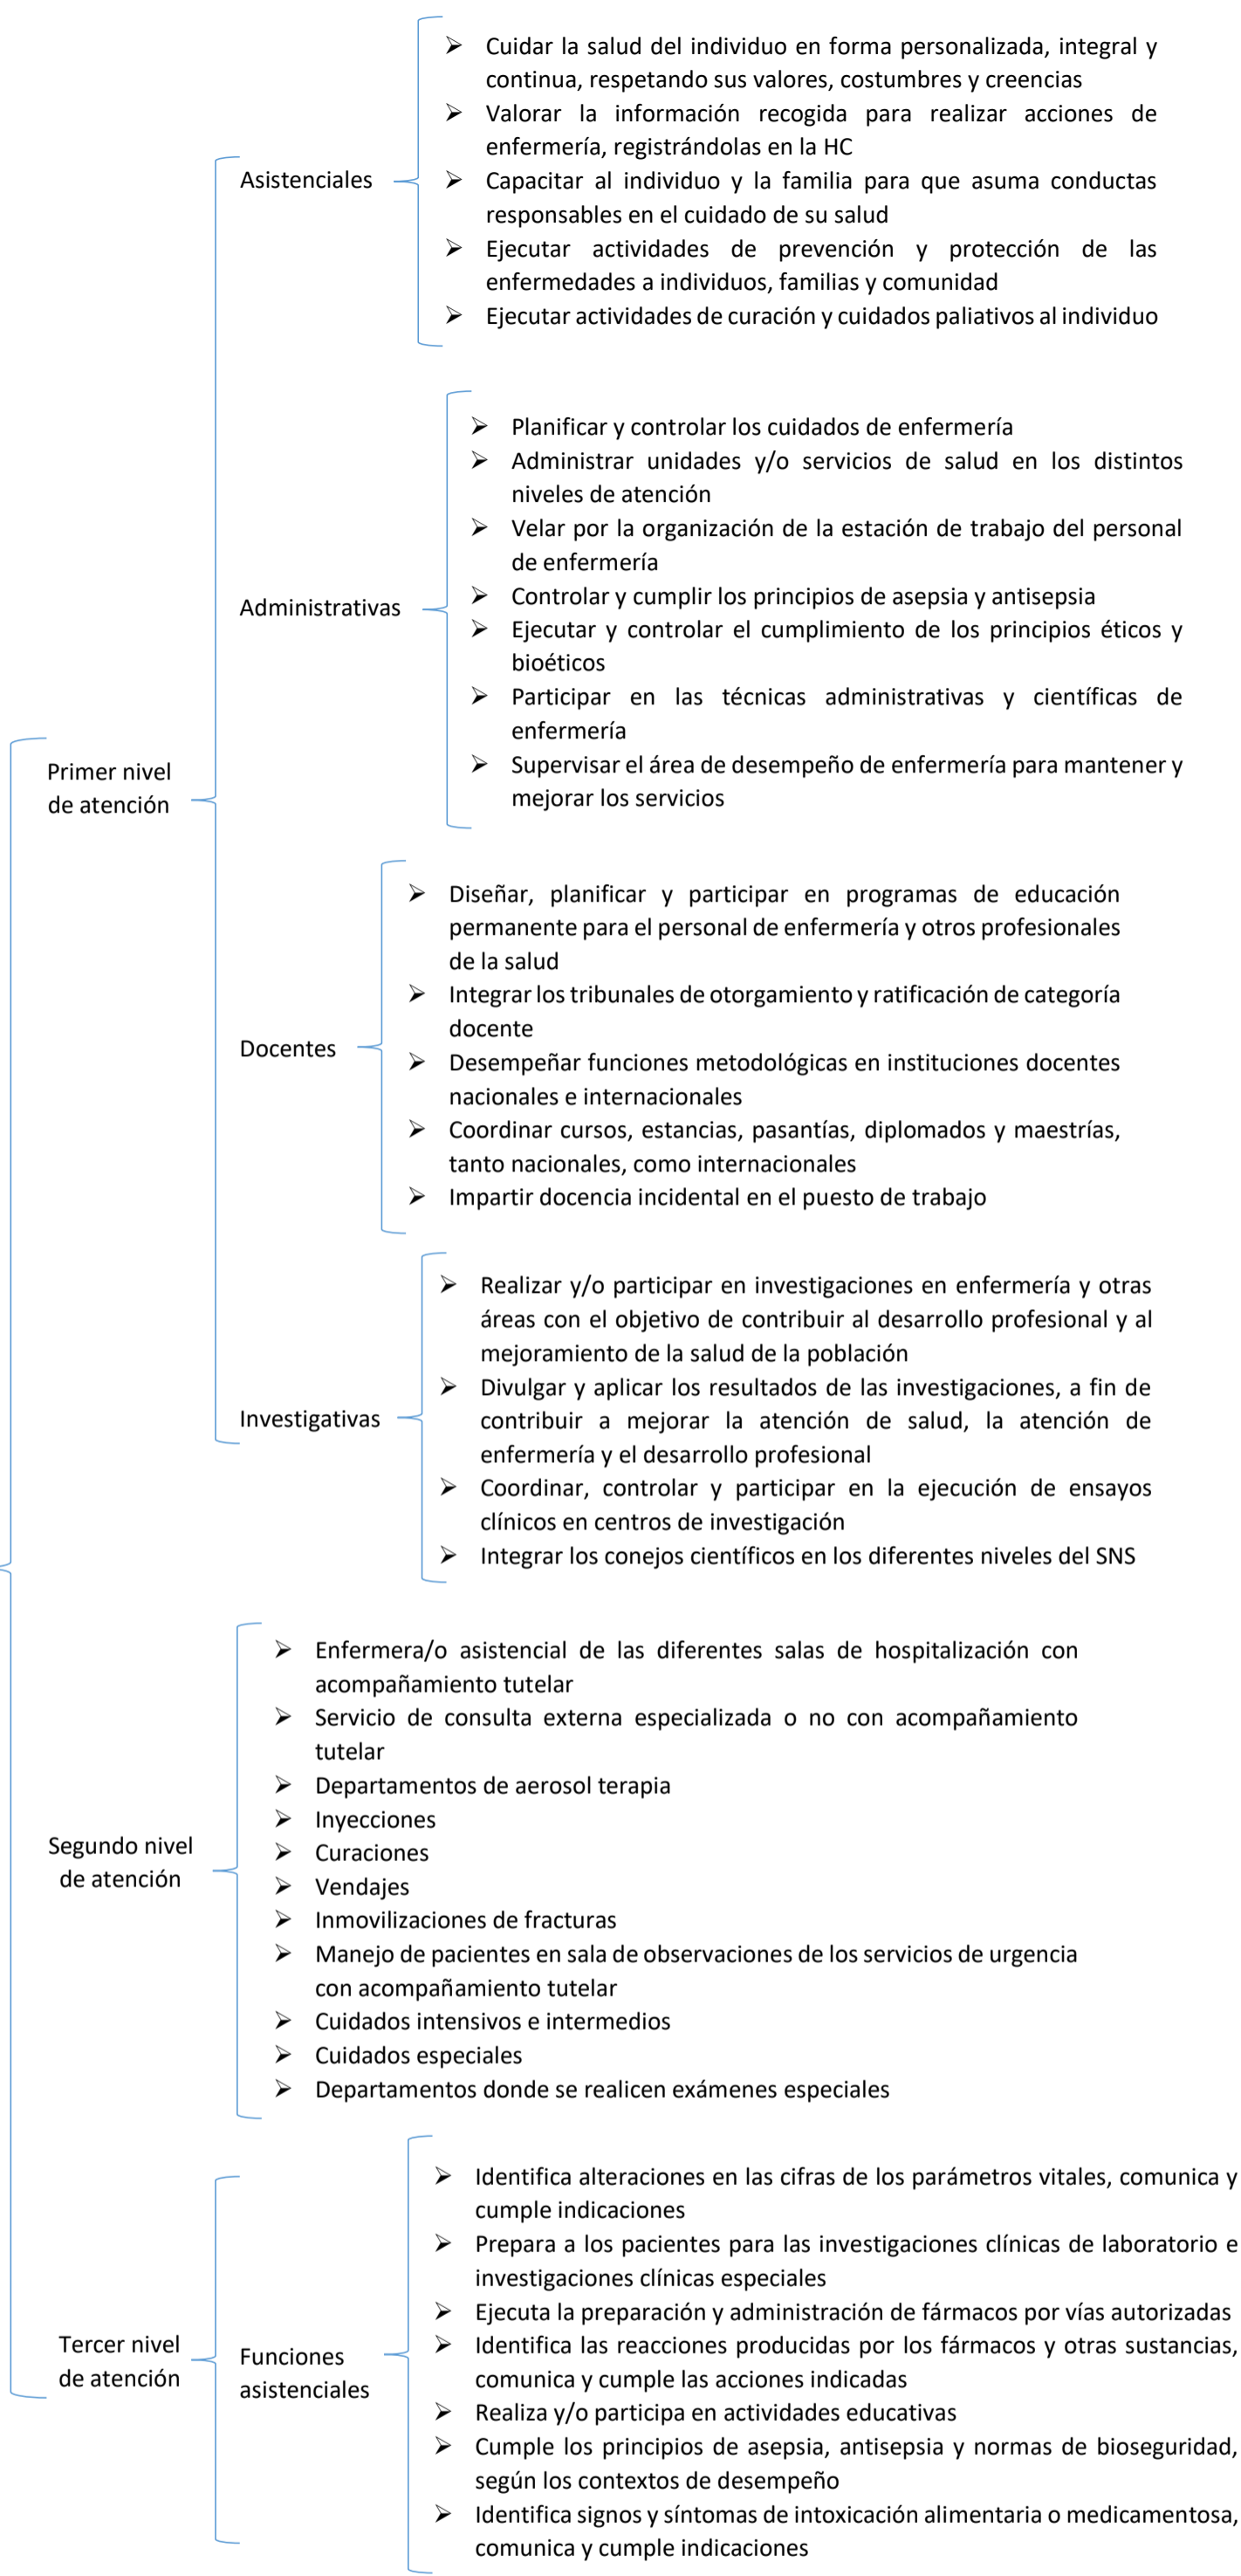 Primer nivel
de atención
Asistenciales
➢ Cuidar la salud del individuo en forma personalizada, integral y
continua, respetando sus valores, costumbres y creencias
➢ Valorar la información recogida para realizar acciones de
enfermería, registrándolas en la HC
➢ Capacitar al individuo y la familia para que asuma conductas
responsables en el cuidado de su salud
➢ Ejecutar actividades de prevención y protección de las
enfermedades a individuos, familias y comunidad
➢ Ejecutar actividades de curación y cuidados paliativos al individuo
Administrativas
➢ Planificar y controlar los cuidados de enfermería
➢ Administrar unidades y/o servicios de salud en los distintos
niveles de atención
➢ Velar por la organización de la estación de trabajo del personal
de enfermería
➢ Controlar y cumplir los principios de asepsia y antisepsia
➢ Ejecutar y controlar el cumplimiento de los principios éticos y
bioéticos
➢ Participar en las técnicas administrativas y científicas de
enfermería
➢ Supervisar el área de desempeño de enfermería para mantener y
mejorar los servicios
Docentes
➢ Diseñar, planificar y participar en programas de educación
permanente para el personal de enfermería y otros profesionales
de la salud
➢ Integrar los tribunales de otorgamiento y ratificación de categoría
docente
➢ Desempeñar funciones metodológicas en instituciones docentes
nacionales e internacionales
➢ Coordinar cursos, estancias, pasantías, diplomados y maestrías,
tanto nacionales, como internacionales
➢ Impartir docencia incidental en el puesto de trabajo
Investigativas
➢ Realizar y/o participar en investigaciones en enfermería y otras
áreas con el objetivo de contribuir al desarrollo profesional y al
mejoramiento de la salud de la población
➢ Divulgar y aplicar los resultados de las investigaciones, a fin de
contribuir a mejorar la atención de salud, la atención de
enfermería y el desarrollo profesional
➢ Coordinar, controlar y participar en la ejecución de ensayos
clínicos en centros de investigación
➢ Integrar los conejos científicos en los diferentes niveles del SNS
Segundo nivel
de atención
➢ Enfermera/o asistencial de las diferentes salas de hospitalización con
acompañamiento tutelar
➢ Servicio de consulta externa especializada o no con acompañamiento
tutelar
➢ Departamentos de aerosol terapia
➢ Inyecciones
➢ Curaciones
➢ Vendajes
➢ Inmovilizaciones de fracturas
➢ Manejo de pacientes en sala de observaciones de los servicios de urgencia
con acompañamiento tutelar
➢ Cuidados intensivos e intermedios
➢ Cuidados especiales
➢ Departamentos donde se realicen exámenes especiales
Tercer nivel
de atención
Funciones
asistenciales
➢ Identifica alteraciones en las cifras de los parámetros vitales, comunica y
cumple indicaciones
➢ Prepara a los pacientes para las investigaciones clínicas de laboratorio e
investigaciones clínicas especiales
➢ Ejecuta la preparación y administración de fármacos por vías autorizadas
➢ Identifica las reacciones producidas por los fármacos y otras sustancias,
comunica y cumple las acciones indicadas
➢ Realiza y/o participa en actividades educativas
➢ Cumple los principios de asepsia, antisepsia y normas de bioseguridad,
según los contextos de desempeño
➢ Identifica signos y síntomas de intoxicación alimentaria o medicamentosa,
comunica y cumple indicaciones